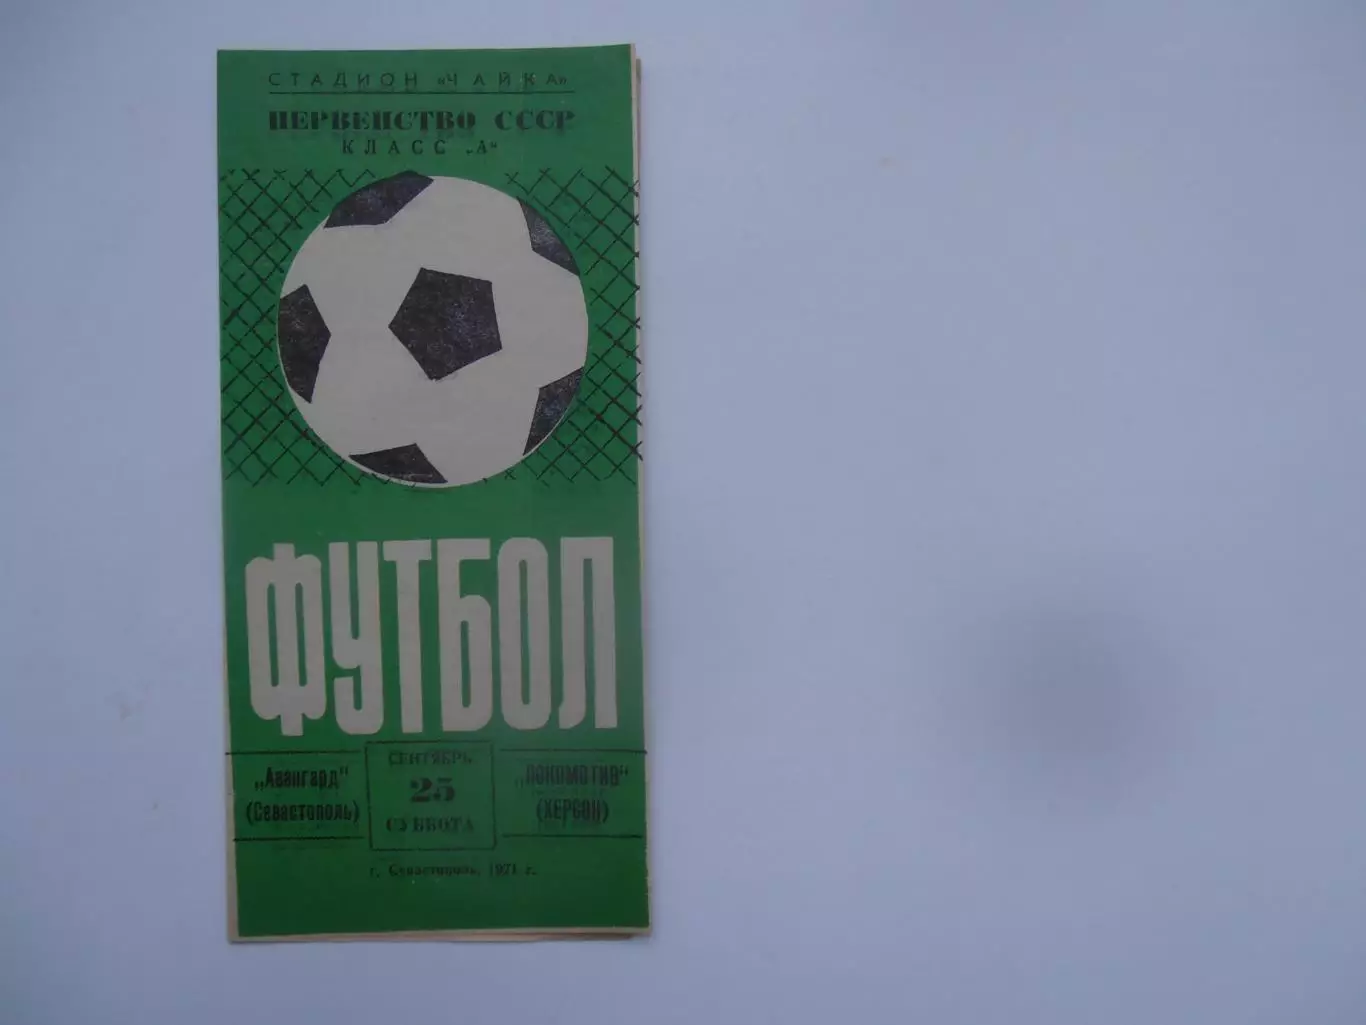 СТАДИОН „ЧАЙКА"
ПЕРВЕНСТВО СССР
КЛАСС „А"
ФУТБОЛ
„Авангард"
(Севастополь)
СЕНТЯБРЬ
25
СУББОТА
„ЛОКОМОТИВ"
(ХЕРСОН)
г. Севастополь, 1971 г.